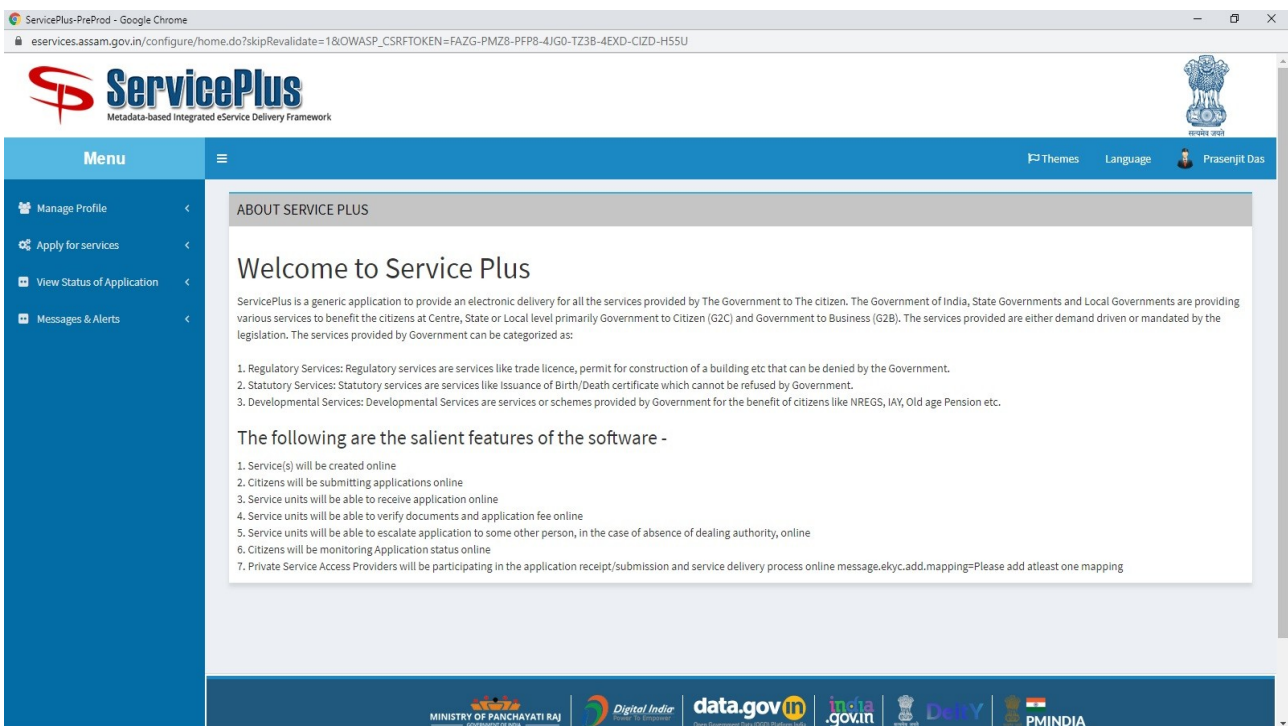 ServicePlus-PreProd - Google Chrome
eservices.assam.gov.in/configure/home.do?skipRevalidate=1&OWASP_CSRFTOKEN=FAZG-PMZ8-PFP8-4JG0-TZ3B-4EXD-CIZD-H55U
ServicePlus
Metadata-based Integrated eService Delivery Framework
सत्यमेव जयते
Menu
Themes Language Prasenjit Das
Manage Profile
Apply for services
View Status of Application
Messages & Alerts
ABOUT SERVICE PLUS
Welcome to Service Plus
ServicePlus is a generic application to provide an electronic delivery for all the services provided by The Government to The citizen. The Government of India, State Governments and Local Governments are providing
various services to benefit the citizens at Centre, State or Local level primarily Government to Citizen (G2C) and Government to Business (G2B). The services provided are either demand driven or mandated by the
legislation. The services provided by Government can be categorized as:
1. Regulatory Services: Regulatory services are services like trade licence, permit for construction of a building etc that can be denied by the Government.
2. Statutory Services: Statutory services are services like Issuance of Birth/Death certificate which cannot be refused by Government.
3. Developmental Services: Developmental Services are services or schemes provided by Government for the benefit of citizens like NREGS, IAY, Old age Pension etc.
The following are the salient features of the software -
1. Service(s) will be created online
2. Citizens will be submitting applications online
3. Service units will be able to receive application online
4. Service units will be able to verify documents and application fee online
5. Service units will be able to escalate application to some other person, in the case of absence of dealing authority, online
6. Citizens will be monitoring Application status online
7. Private Service Access Providers will be participating in the application receipt/submission and service delivery process online message.ekyc.add.mapping=Please add atleast one mapping
MINISTRY OF PANCHAYATI RAJ
GOVERNMENT OF INDIA
Digital India
Power To Empower
data.gov in
Open Government Data (OGD) Platform India
india
.gov.in
DeitY
PMINDIA